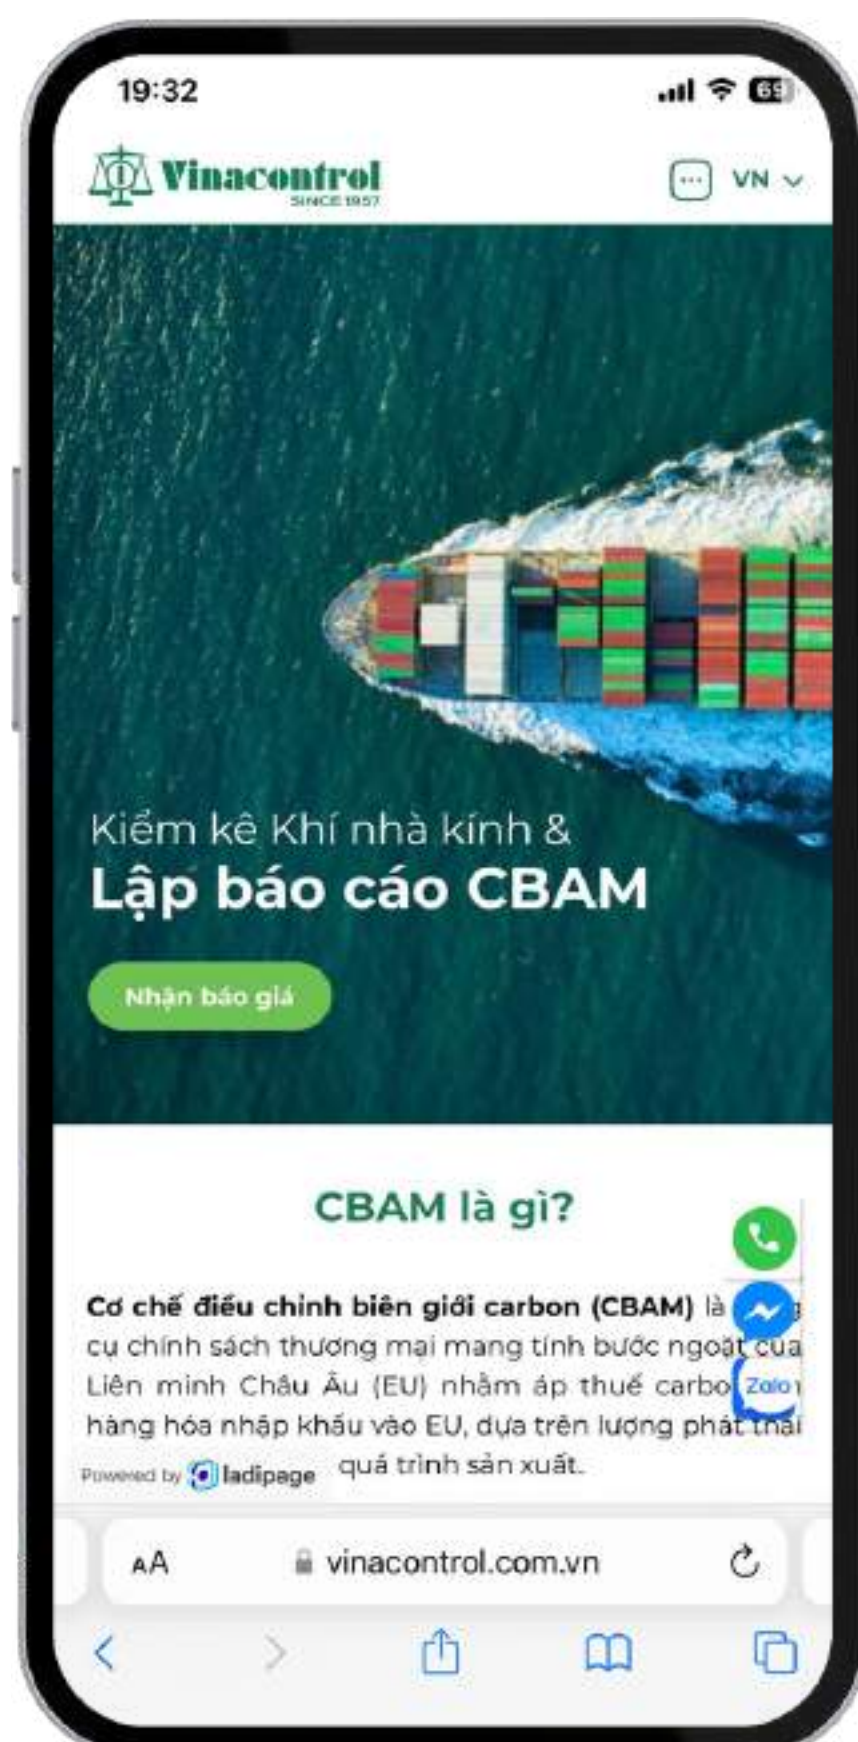 19:32
69
Vinacontrol
SINCE 1957
VN
Kiểm kê Khí nhà kính &
Lập báo cáo CBAM
Nhận báo giá
CBAM là gì?
Cơ chế điều chỉnh biên giới carbon (CBAM) là
cụ chính sách thương mại mang tính bước ngoặt của
Liên minh Châu Âu (EU) nhằm áp thuế carbo
Zalo
hàng hóa nhập khẩu vào EU, dựa trên lượng phát thải
Powered by ladipage quá trình sản xuất.
AA vinacontrol.com.vn